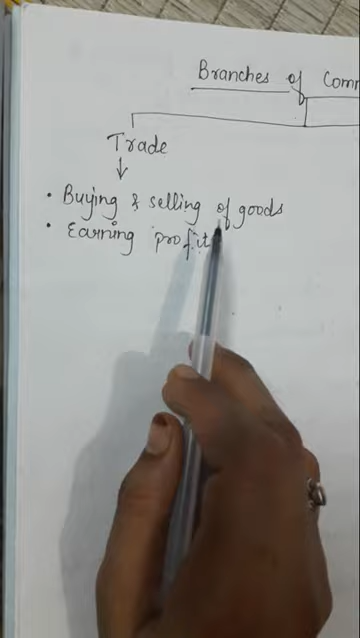 Branches of Comm
Trade
• Buying & selling of goods
• Earning profit